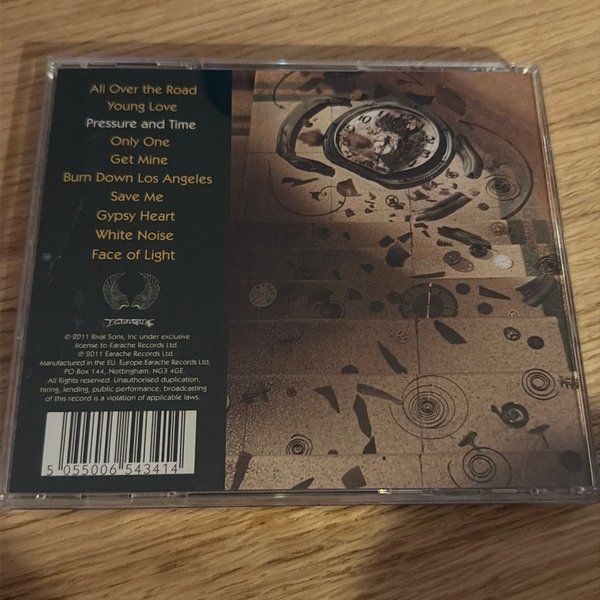 All Over the Road
Young Love
Pressure and Time
Only One
Get Mine
Burn Down Los Angeles
Save Me
Gypsy Heart
White Noise
Face of Light
EARACHE
© 2011 Rival Sons, Inc under exclusive
license to Earache Records Ltd.
℗ 2011 Earache Records Ltd.
Manufactured in the EU. Europe.Earache Records Ltd,
PO Box 144, Nottingham, NG3 4GE.
All Rights reserved. Unauthorised duplication,
hiring, lending, public performance, broadcasting
of this record is a violation of applicable laws.
5 055006 543414